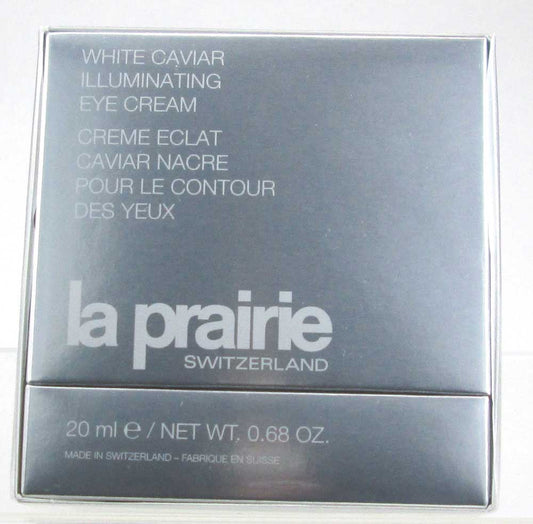 WHITE CAVIAR
ILLUMINATING
EYE CREAM
CREME ECLAT
CAVIAR NACRE
POUR LE CONTOUR
DES YEUX
la prairie
SWITZERLAND
20 ml ℮ / NET WT. 0.68 OZ.
MADE IN SWITZERLAND – FABRIQUE EN SUISSE